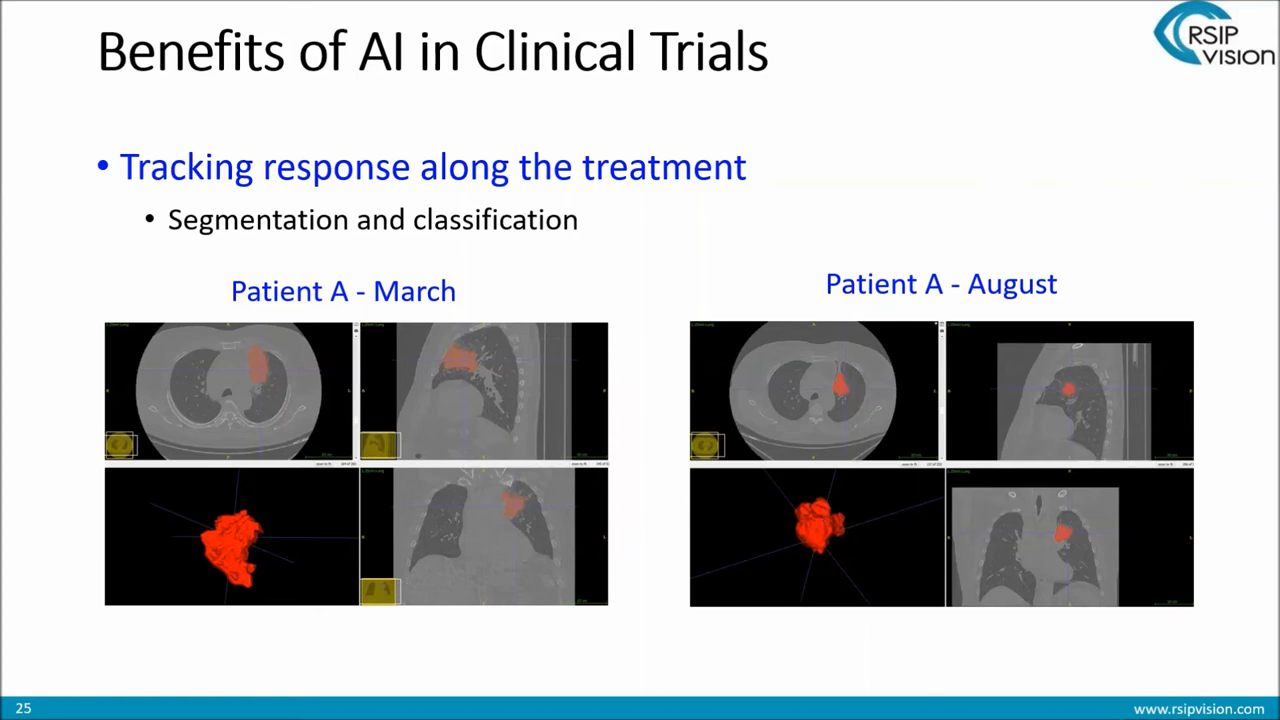 Benefits of AI in Clinical Trials
RSIP
VISION
• Tracking response along the treatment
• Segmentation and classification
Patient A - March
Patient A - August
25
www.rsipvision.com